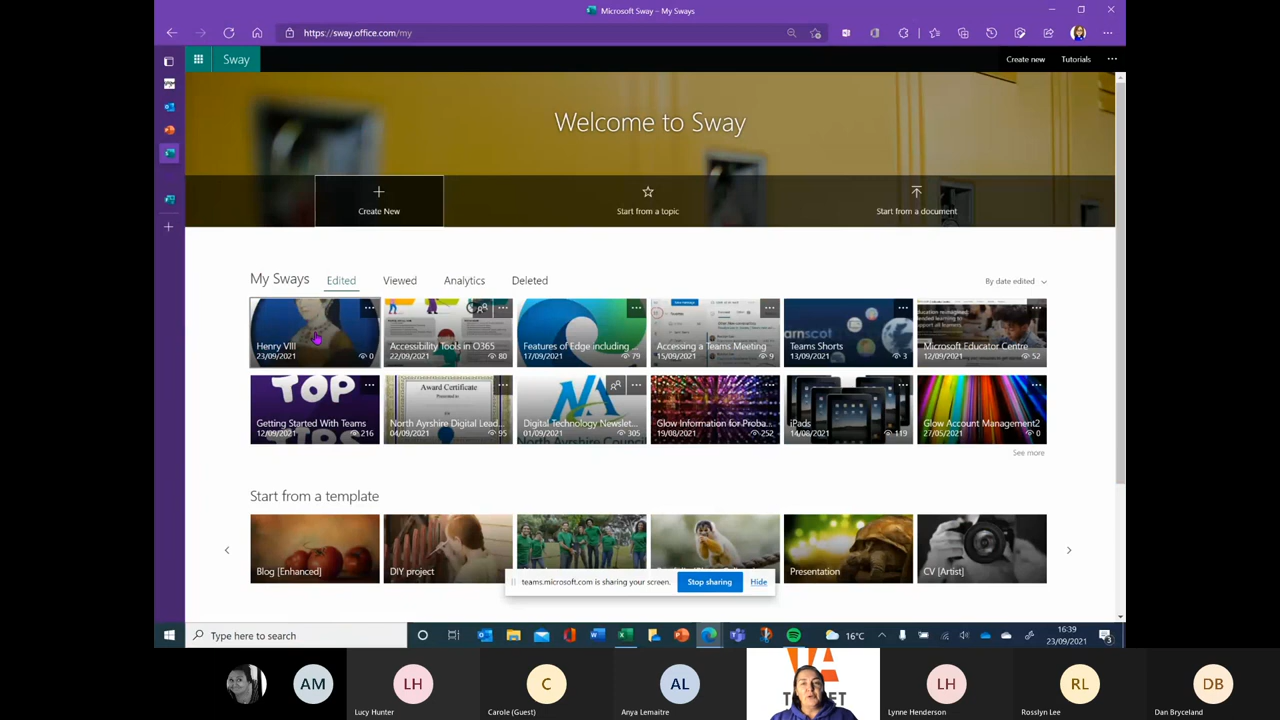 Microsoft Sway - My Sways
https://sway.office.com/my
Sway
Create new
Tutorials
Welcome to Sway
Create New
Start from a topic
Start from a document
My Sways
Edited
Viewed
Analytics
Deleted
By date edited
Henry VIII
23/09/2021
0
Accessibility Tools in O365
22/09/2021
80
Features of Edge including ...
17/09/2021
79
Accessing a Teams Meeting
15/09/2021
9
Teams Shorts
13/09/2021
3
Microsoft Educator Centre
12/09/2021
52
TOP
Getting Started With Teams
12/09/2021
216
Award Certificate
North Ayrshire Digital Lead...
04/09/2021
95
Digital Technology Newslet...
01/09/2021
305
Glow Information for Proba...
19/08/2021
252
iPads
14/08/2021
119
Glow Account Management2
27/05/2021
0
See more
Start from a template
Blog [Enhanced]
DIY project
Presentation
CV [Artist]
teams.microsoft.com is sharing your screen.
Stop sharing
Hide
Type here to search
16°C
16:39
23/09/2021
3
AM
LH
Lucy Hunter
C
Carole (Guest)
AL
Anya Lemaitre
LH
Lynne Henderson
RL
Rosslyn Lee
DB
Dan Bryceland